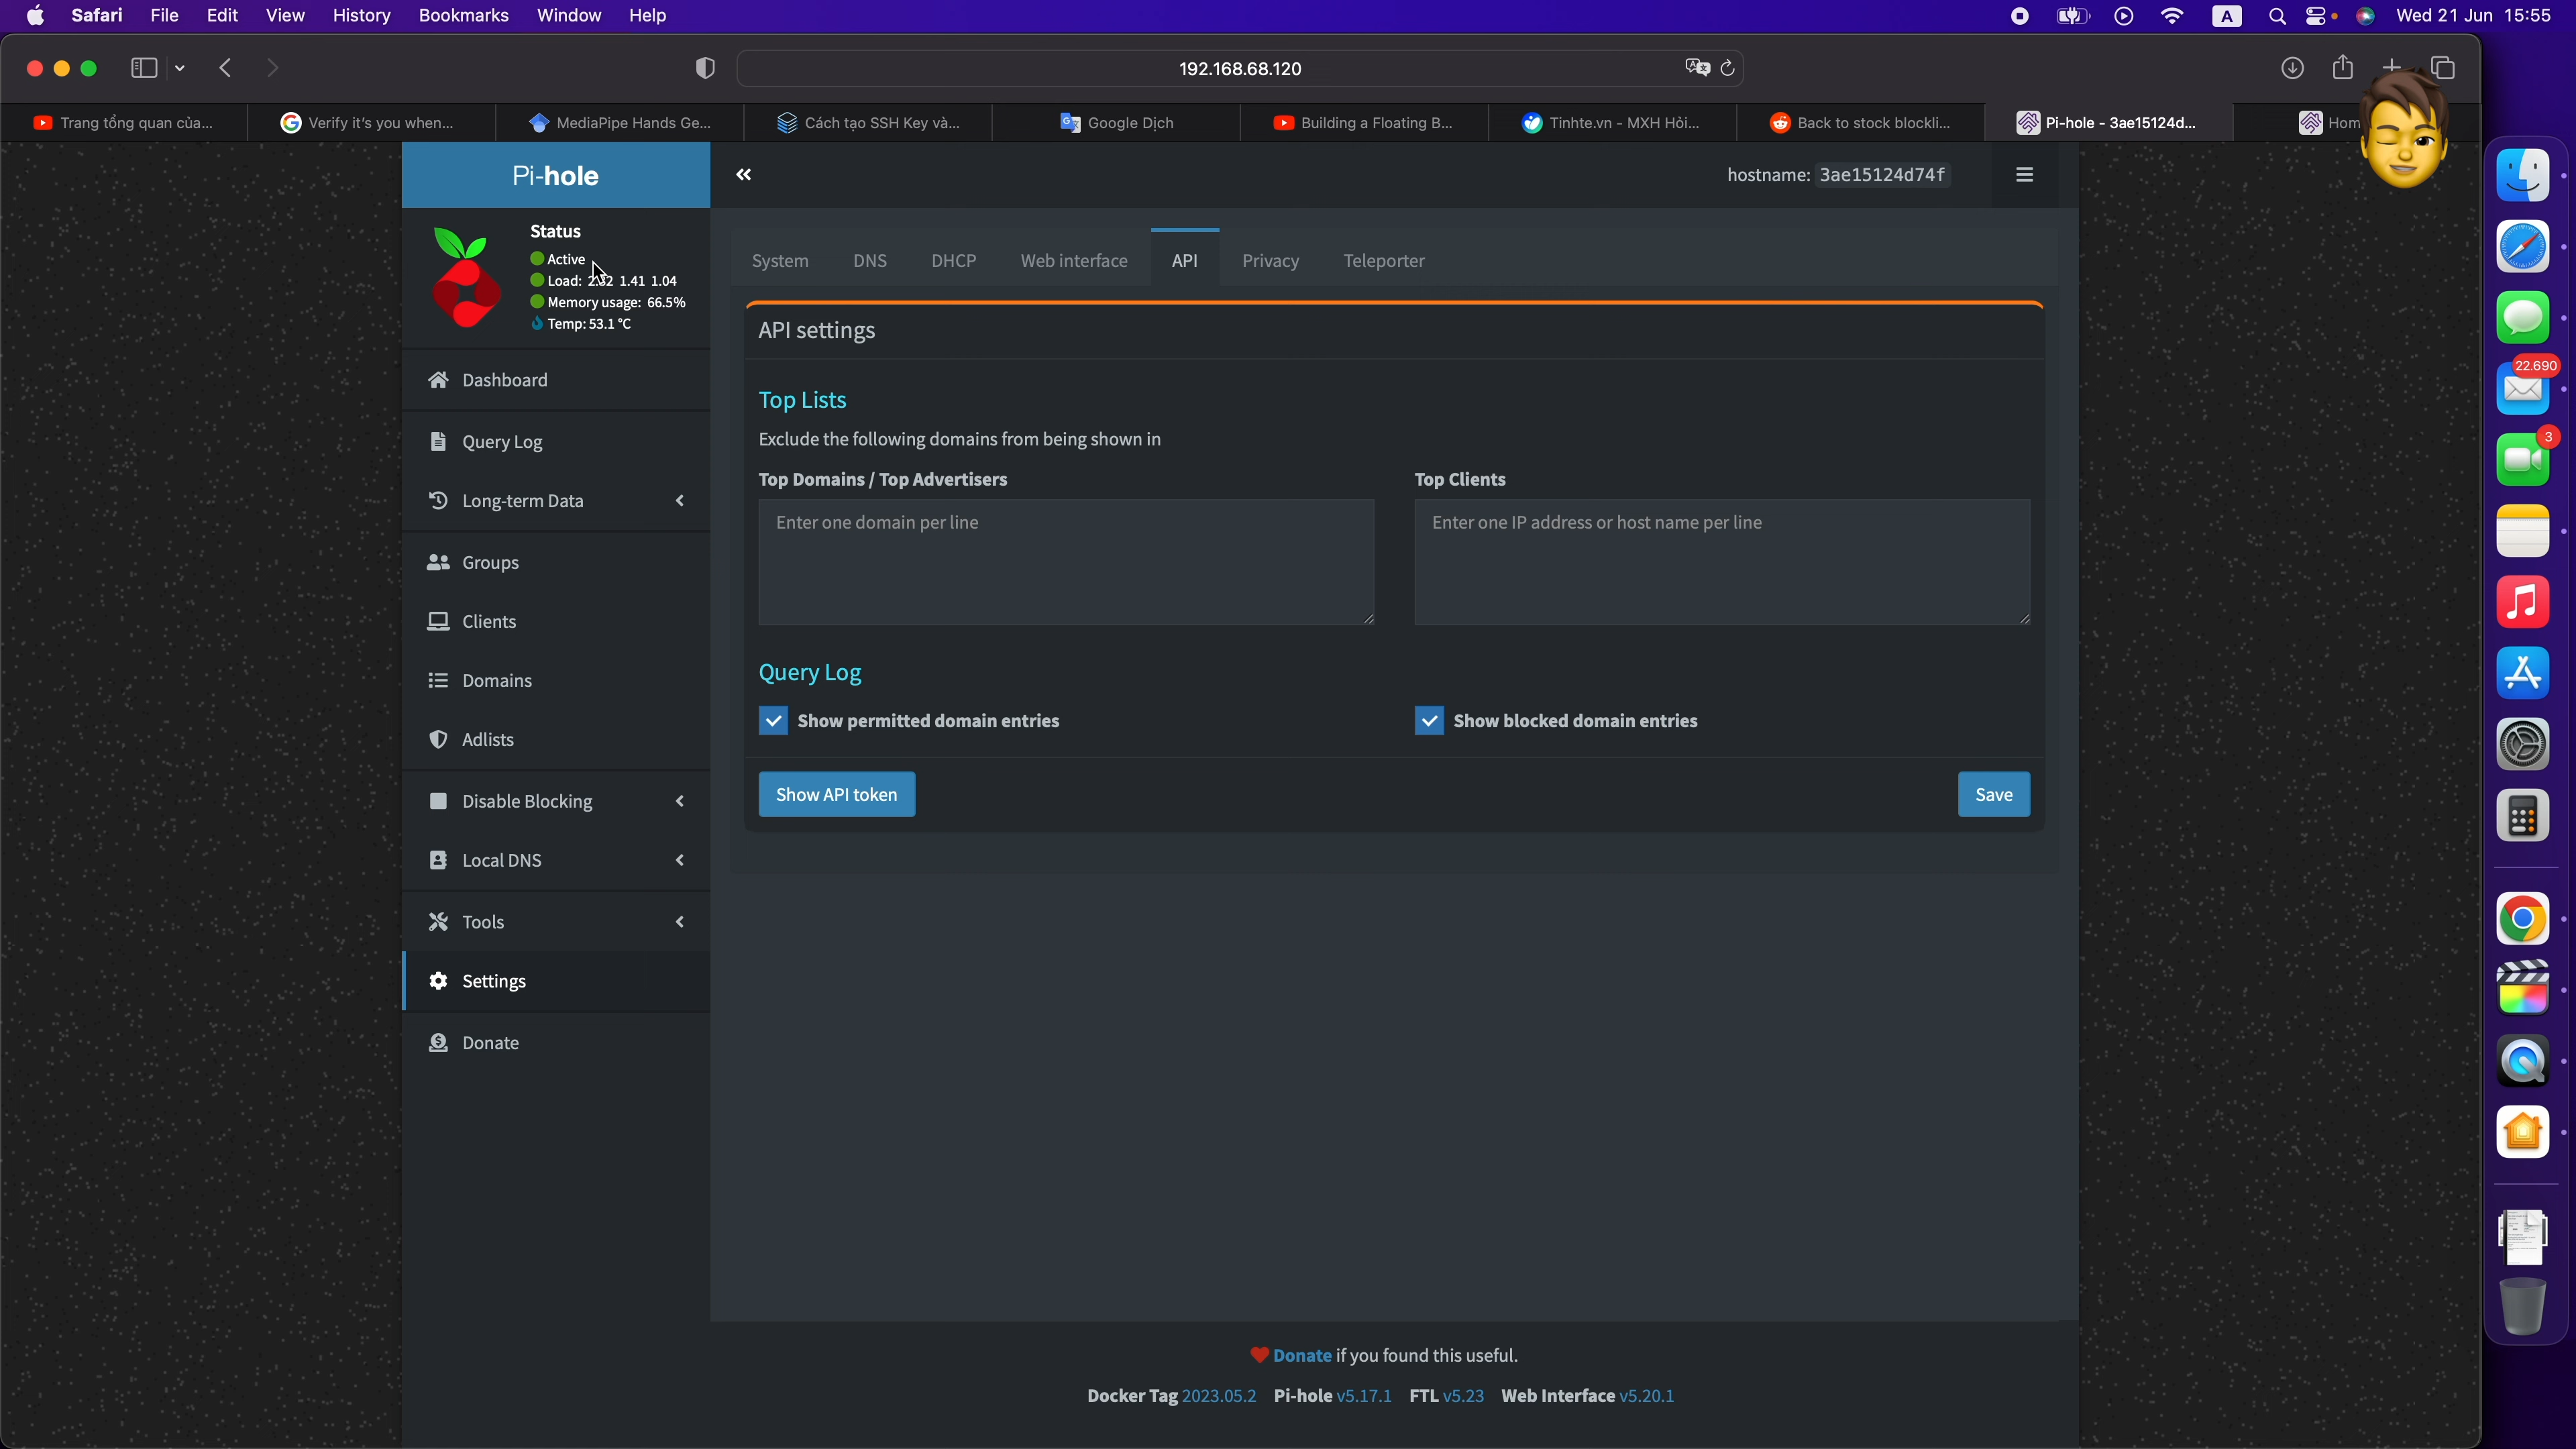 Safari File Edit View History Bookmarks Window Help A Wed 21 Jun 15:55
192.168.68.120
Trang tổng quan của... Verify it's you when... MediaPipe Hands Ge... Cách tạo SSH Key và... Google Dịch Building a Floating B... Tinhte.vn - MXH Hỏi... Back to stock blockli... Pi-hole - 3ae15124d... Hom
Pi-hole
hostname: 3ae15124d74f
Status
Active
Load: 1.41 1.04
Memory usage: 66.5%
Temp: 53.1 °C
Dashboard
Query Log
Long-term Data
Groups
Clients
Domains
Adlists
Disable Blocking
Local DNS
Tools
Settings
Donate
System DNS DHCP Web interface API Privacy Teleporter
API settings
Top Lists
Exclude the following domains from being shown in
Top Domains / Top Advertisers
Enter one domain per line
Top Clients
Enter one IP address or host name per line
Query Log
Show permitted domain entries
Show blocked domain entries
Show API token
Save
Donate if you found this useful.
Docker Tag 2023.05.2 Pi-hole v5.17.1 FTL v5.23 Web Interface v5.20.1
22.690
3